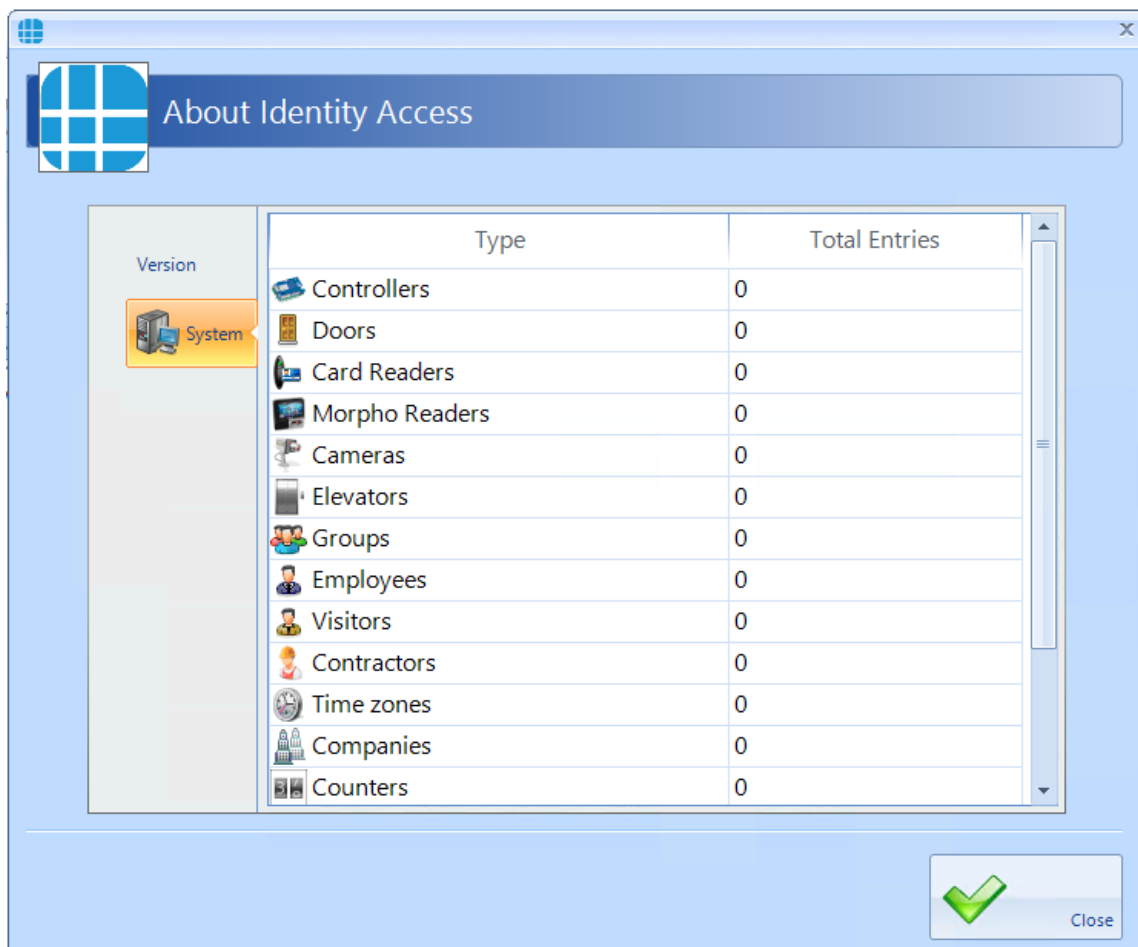 About Identity Access
Version
System
Type Total Entries
Controllers 0
Doors 0
Card Readers 0
Morpho Readers 0
Cameras 0
Elevators 0
Groups 0
Employees 0
Visitors 0
Contractors 0
Time zones 0
Companies 0
Counters 0
Close